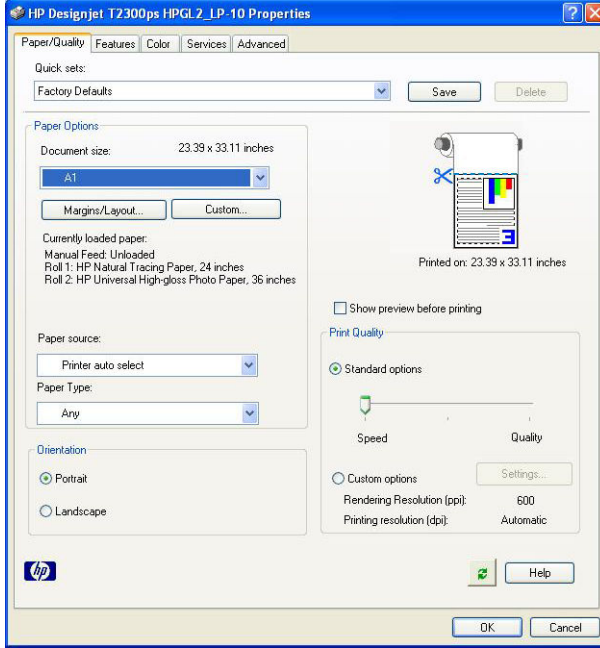 HP Designjet T2300ps HPGL2_LP-10 Properties
Paper/Quality Features Color Services Advanced
Quick sets:
Factory Defaults
Save
Delete
Paper Options
Document size: 23.39 x 33.11 inches
A1
Margins/Layout...
Custom...
Currently loaded paper:
Manual Feed: Unloaded
Roll 1: HP Natural Tracing Paper, 24 inches
Roll 2: HP Universal High-gloss Photo Paper, 36 inches
Paper source:
Printer auto select
Paper Type:
Any
Orientation
Portrait
Landscape
3
Printed on: 23.39 x 33.11 inches
Show preview before printing
Print Quality
Standard options
Speed Quality
Custom options
Settings...
Rendering Resolution (ppi): 600
Printing resolution (dpi): Automatic
hp
Help
OK
Cancel